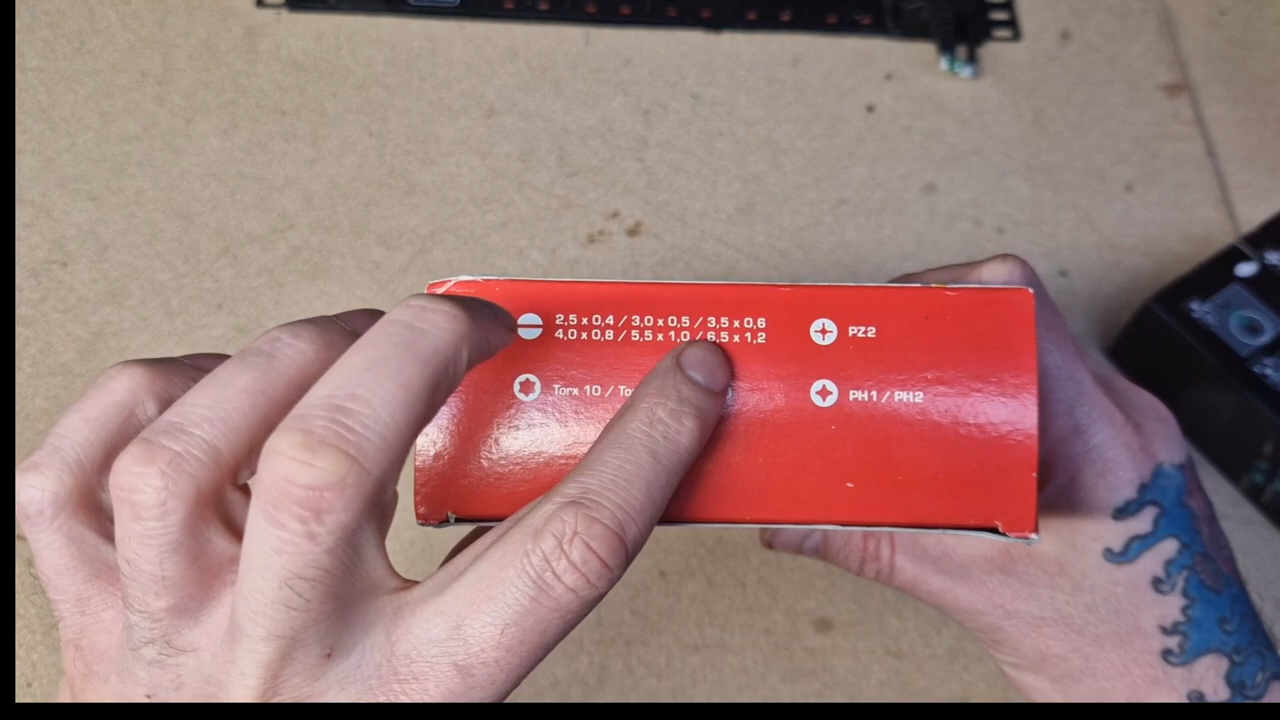 2,5 x 0,4 / 3,0 x 0,5 / 3,5 x 0,6
4,0 x 0,8 / 5,5 x 1,0 / 6,5 x 1,2
PZ2
Torx 10 /
PH1 / PH2